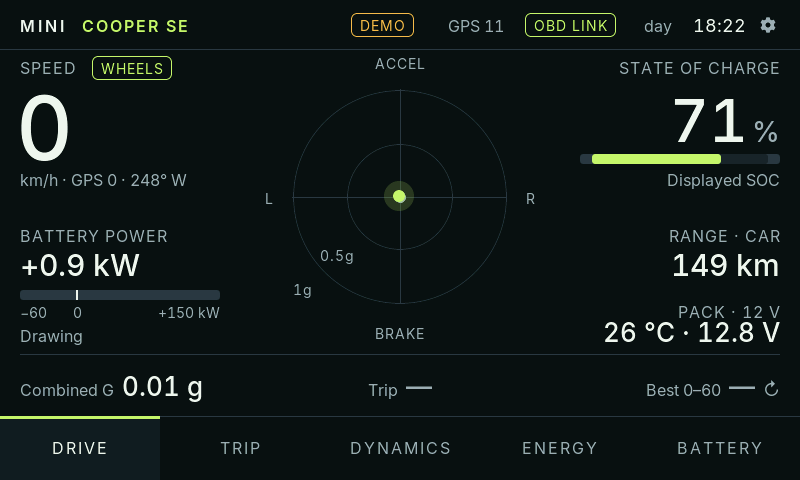 MINI COOPER SE DEMO GPS 11 OBD LINK day 18:22
SPEED WHEELS
0
km/h · GPS 0 · 248° W
ACCEL
L
R
0.5g
1g
BRAKE
STATE OF CHARGE
71 %
Displayed SOC
BATTERY POWER
+0.9 kW
−60 0 +150 kW
Drawing
RANGE · CAR
149 km
PACK · 12 V
26 °C · 12.8 V
Combined G 0.01 g
Trip —
Best 0–60 —
DRIVE TRIP DYNAMICS ENERGY BATTERY